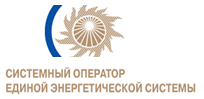 СИСТЕМНЫЙ ОПЕРАТОР
ЕДИНОЙ ЭНЕРГЕТИЧЕСКОЙ СИСТЕМЫ